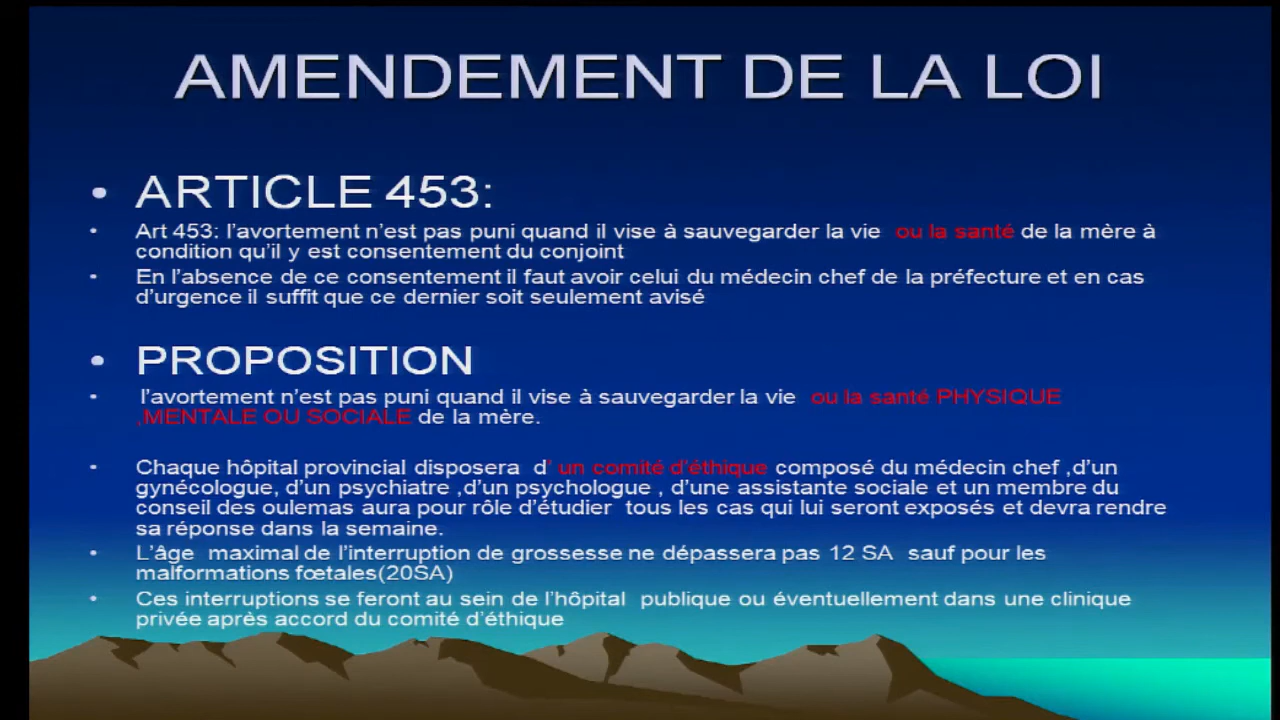 AMENDEMENT DE LA LOI
• ARTICLE 453:
• Art 453: l’avortement n’est pas puni quand il vise à sauvegarder la vie ou la santé de la mère à
condition qu’il y est consentement du conjoint
• En l’absence de ce consentement il faut avoir celui du médecin chef de la préfecture et en cas
d’urgence il suffit que ce dernier soit seulement avisé
• PROPOSITION
• l’avortement n’est pas puni quand il vise à sauvegarder la vie ou la santé PHYSIQUE
,MENTALE OU SOCIALE de la mère.
• Chaque hôpital provincial disposera d’ un comité d’éthique composé du médecin chef ,d’un
gynécologue, d’un psychiatre ,d’un psychologue , d’une assistante sociale et un membre du
conseil des oulemas aura pour rôle d’étudier tous les cas qui lui seront exposés et devra rendre
sa réponse dans la semaine.
• L’âge maximal de l’interruption de grossesse ne dépassera pas 12 SA sauf pour les
malformations fœtales(20SA)
• Ces interruptions se feront au sein de l’hôpital publique ou éventuellement dans une clinique
privée après accord du comité d’éthique